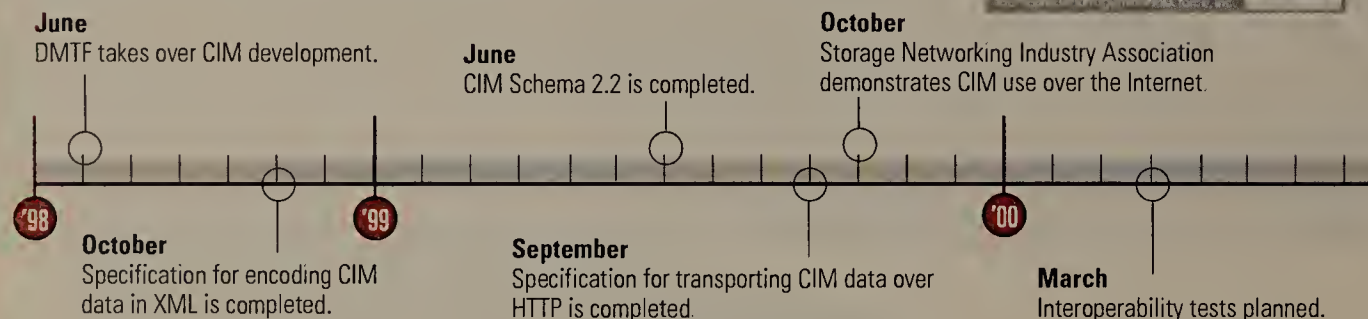 June
DMTF takes over CIM development.
June
CIM Schema 2.2 is completed.
October
Storage Networking Industry Association
demonstrates CIM use over the Internet.
'98
'99
'00
October
Specification for encoding CIM
data in XML is completed.
September
Specification for transporting CIM data over
HTTP is completed.
March
Interoperability tests planned.